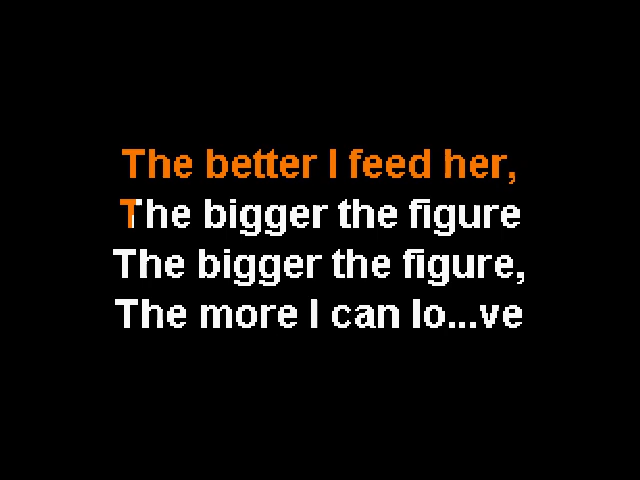 The better I feed her,
The bigger the figure
The bigger the figure,
The more I can lo...ve